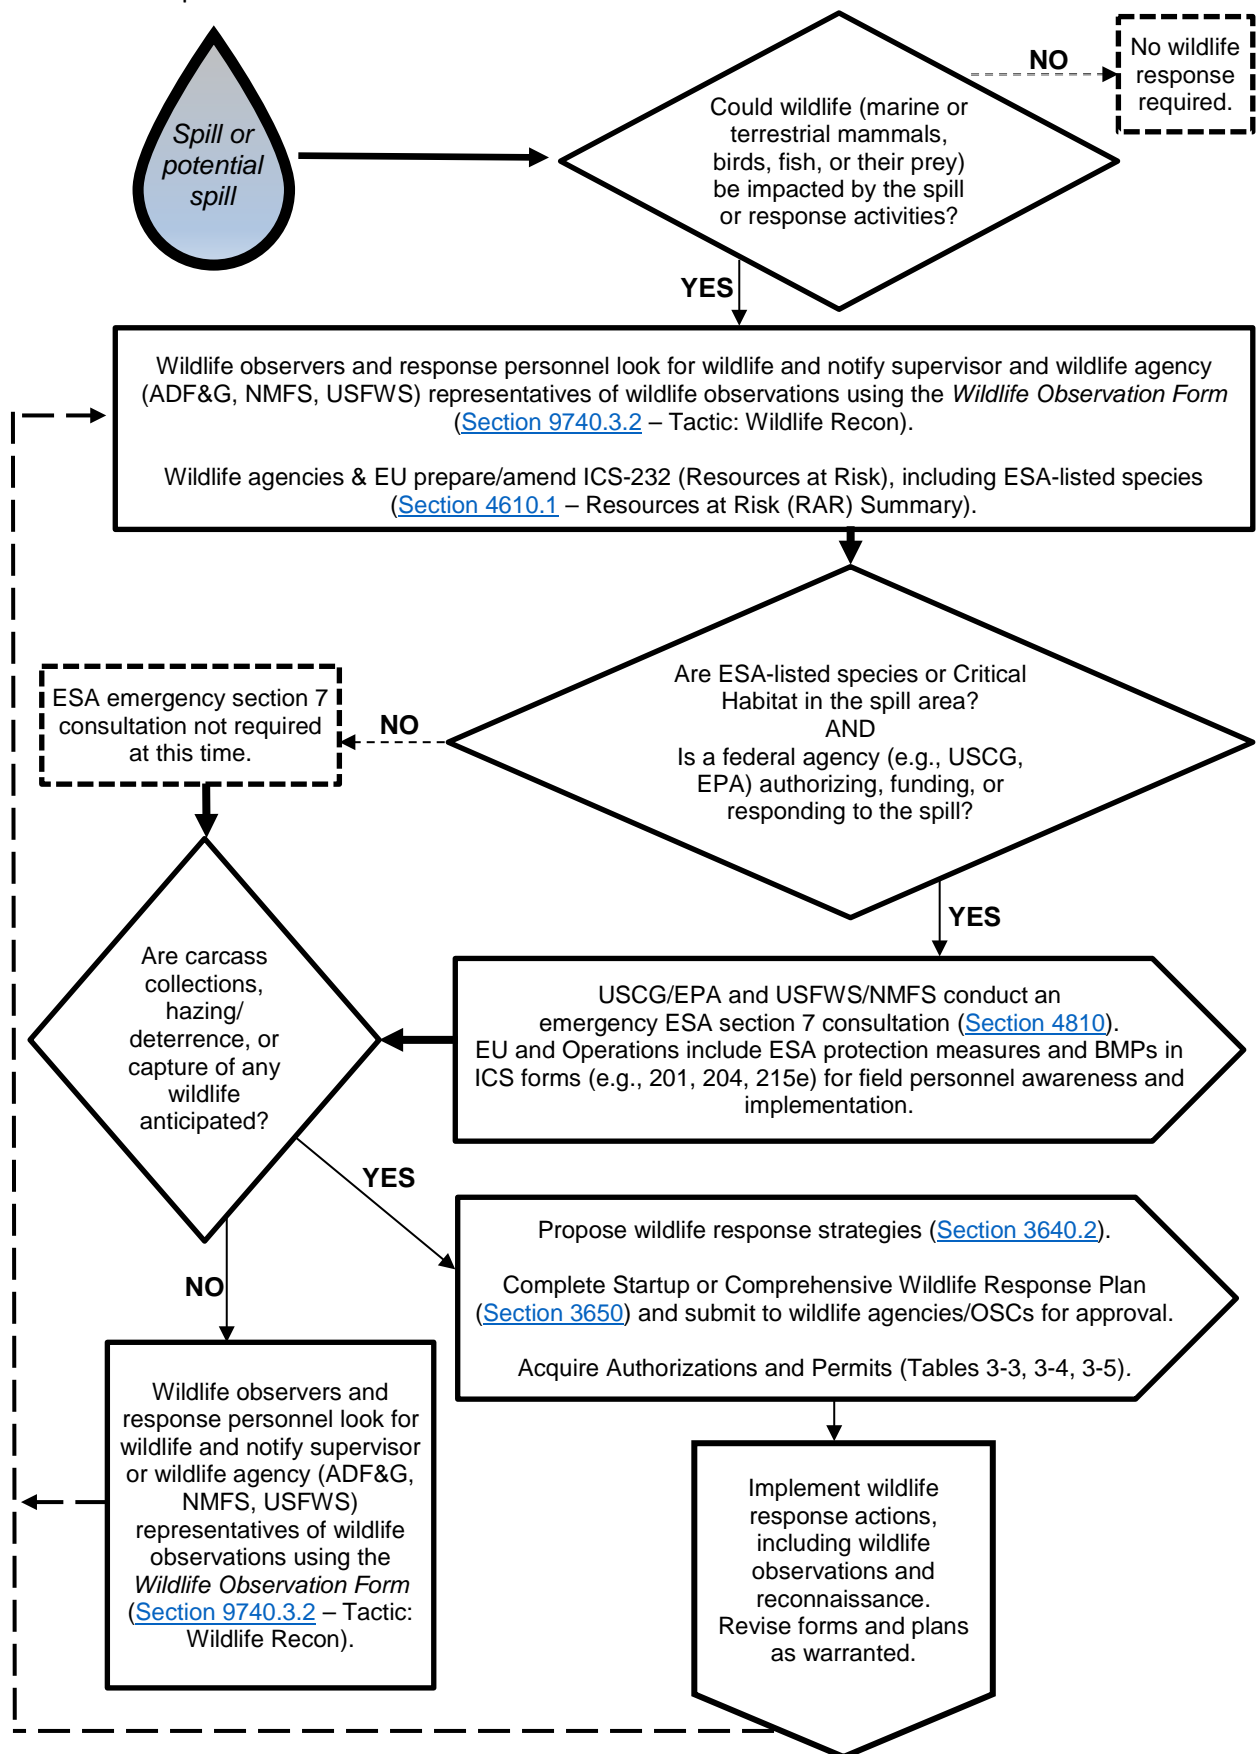 Spill or
potential
spill
Could wildlife (marine or
terrestrial mammals,
birds, fish, or their prey)
be impacted by the spill
or response activities?
NO
No wildlife
response
required.
YES
Wildlife observers and response personnel look for wildlife and notify supervisor and wildlife agency
(ADF&G, NMFS, USFWS) representatives of wildlife observations using the Wildlife Observation Form
(Section 9740.3.2 – Tactic: Wildlife Recon).
Wildlife agencies & EU prepare/amend ICS-232 (Resources at Risk), including ESA-listed species
(Section 4610.1 – Resources at Risk (RAR) Summary).
Are ESA-listed species or Critical
Habitat in the spill area?
AND
Is a federal agency (e.g., USCG,
EPA) authorizing, funding, or
responding to the spill?
NO
ESA emergency section 7
consultation not required
at this time.
YES
USCG/EPA and USFWS/NMFS conduct an
emergency ESA section 7 consultation (Section 4810).
EU and Operations include ESA protection measures and BMPs in
ICS forms (e.g., 201, 204, 215e) for field personnel awareness and
implementation.
Are carcass
collections,
hazing/
deterrence, or
capture of any
wildlife
anticipated?
YES
Propose wildlife response strategies (Section 3640.2).
Complete Startup or Comprehensive Wildlife Response Plan
(Section 3650) and submit to wildlife agencies/OSCs for approval.
Acquire Authorizations and Permits (Tables 3-3, 3-4, 3-5).
NO
Wildlife observers and
response personnel look for
wildlife and notify supervisor
or wildlife agency (ADF&G,
NMFS, USFWS)
representatives of wildlife
observations using the
Wildlife Observation Form
(Section 9740.3.2 – Tactic:
Wildlife Recon).
Implement wildlife
response actions,
including wildlife
observations and
reconnaissance.
Revise forms and plans
as warranted.